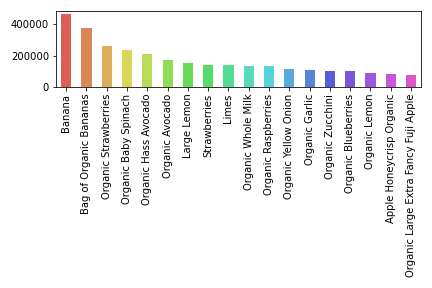 400000
200000
0
Banana
Bag of Organic Bananas
Organic Strawberries
Organic Baby Spinach
Organic Hass Avocado
Organic Avocado
Large Lemon
Strawberries
Limes
Organic Whole Milk
Organic Raspberries
Organic Yellow Onion
Organic Garlic
Organic Zucchini
Organic Blueberries
Organic Lemon
Apple Honeycrisp Organic
Organic Large Extra Fancy Fuji Apple